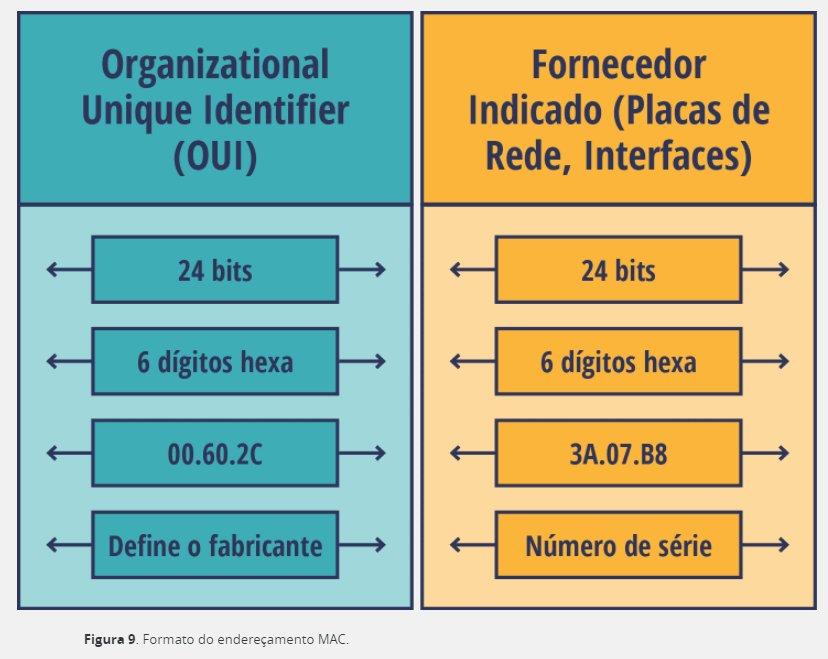 Organizational
Unique Identifier
(OUI)
24 bits
6 dígitos hexa
00.60.2C
Define o fabricante
Fornecedor
Indicado (Placas de
Rede, Interfaces)
24 bits
6 dígitos hexa
3A.07.B8
Número de série
Figura 9. Formato do endereçamento MAC.